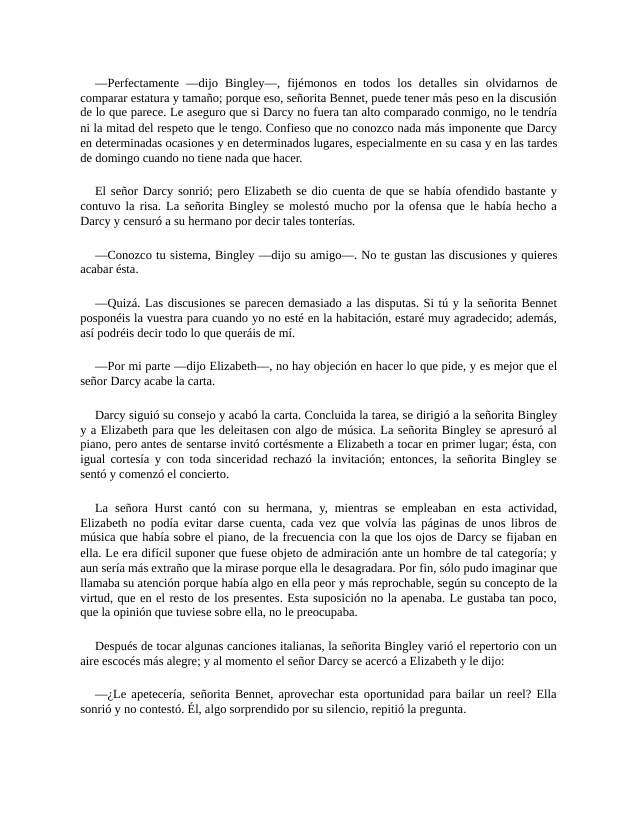 —Perfectamente —dijo Bingley—, fijémonos en todos los detalles sin olvidarnos de
comparar estatura y tamaño; porque eso, señorita Bennet, puede tener más peso en la discusión
de lo que parece. Le aseguro que si Darcy no fuera tan alto comparado conmigo, no le tendría
ni la mitad del respeto que le tengo. Confieso que no conozco nada más imponente que Darcy
en determinadas ocasiones y en determinados lugares, especialmente en su casa y en las tardes
de domingo cuando no tiene nada que hacer.
El señor Darcy sonrió; pero Elizabeth se dio cuenta de que se había ofendido bastante y
contuvo la risa. La señorita Bingley se molestó mucho por la ofensa que le había hecho a
Darcy y censuró a su hermano por decir tales tonterías.
—Conozco tu sistema, Bingley —dijo su amigo—. No te gustan las discusiones y quieres
acabar ésta.
—Quizá. Las discusiones se parecen demasiado a las disputas. Si tú y la señorita Bennet
posponéis la vuestra para cuando yo no esté en la habitación, estaré muy agradecido; además,
así podréis decir todo lo que queráis de mí.
—Por mi parte —dijo Elizabeth—, no hay objeción en hacer lo que pide, y es mejor que el
señor Darcy acabe la carta.
Darcy siguió su consejo y acabó la carta. Concluida la tarea, se dirigió a la señorita Bingley
y a Elizabeth para que les deleitasen con algo de música. La señorita Bingley se apresuró al
piano, pero antes de sentarse invitó cortésmente a Elizabeth a tocar en primer lugar; ésta, con
igual cortesía y con toda sinceridad rechazó la invitación; entonces, la señorita Bingley se
sentó y comenzó el concierto.
La señora Hurst cantó con su hermana, y, mientras se empleaban en esta actividad,
Elizabeth no podía evitar darse cuenta, cada vez que volvía las páginas de unos libros de
música que había sobre el piano, de la frecuencia con la que los ojos de Darcy se fijaban en
ella. Le era difícil suponer que fuese objeto de admiración ante un hombre de tal categoría; y
aun sería más extraño que la mirase porque ella le desagradara. Por fin, sólo pudo imaginar que
llamaba su atención porque había algo en ella peor y más reprochable, según su concepto de la
virtud, que en el resto de los presentes. Esta suposición no la apenaba. Le gustaba tan poco,
que la opinión que tuviese sobre ella, no le preocupaba.
Después de tocar algunas canciones italianas, la señorita Bingley varió el repertorio con un
aire escocés más alegre; y al momento el señor Darcy se acercó a Elizabeth y le dijo:
—¿Le apetecería, señorita Bennet, aprovechar esta oportunidad para bailar un reel? Ella
sonrió y no contestó. Él, algo sorprendido por su silencio, repitió la pregunta.